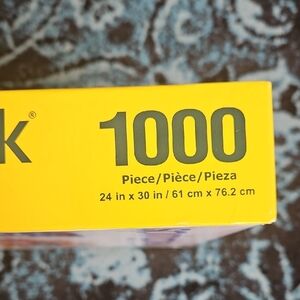 k®
1000
Piece/Pièce/Pieza
24 in x 30 in / 61 cm x 76.2 cm